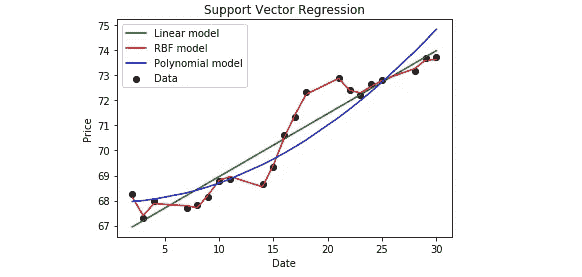 Support Vector Regression
Linear model
RBF model
Polynomial model
Data
75
74
73
72
71
70
69
68
67
Price
5
10
15
20
25
30
Date